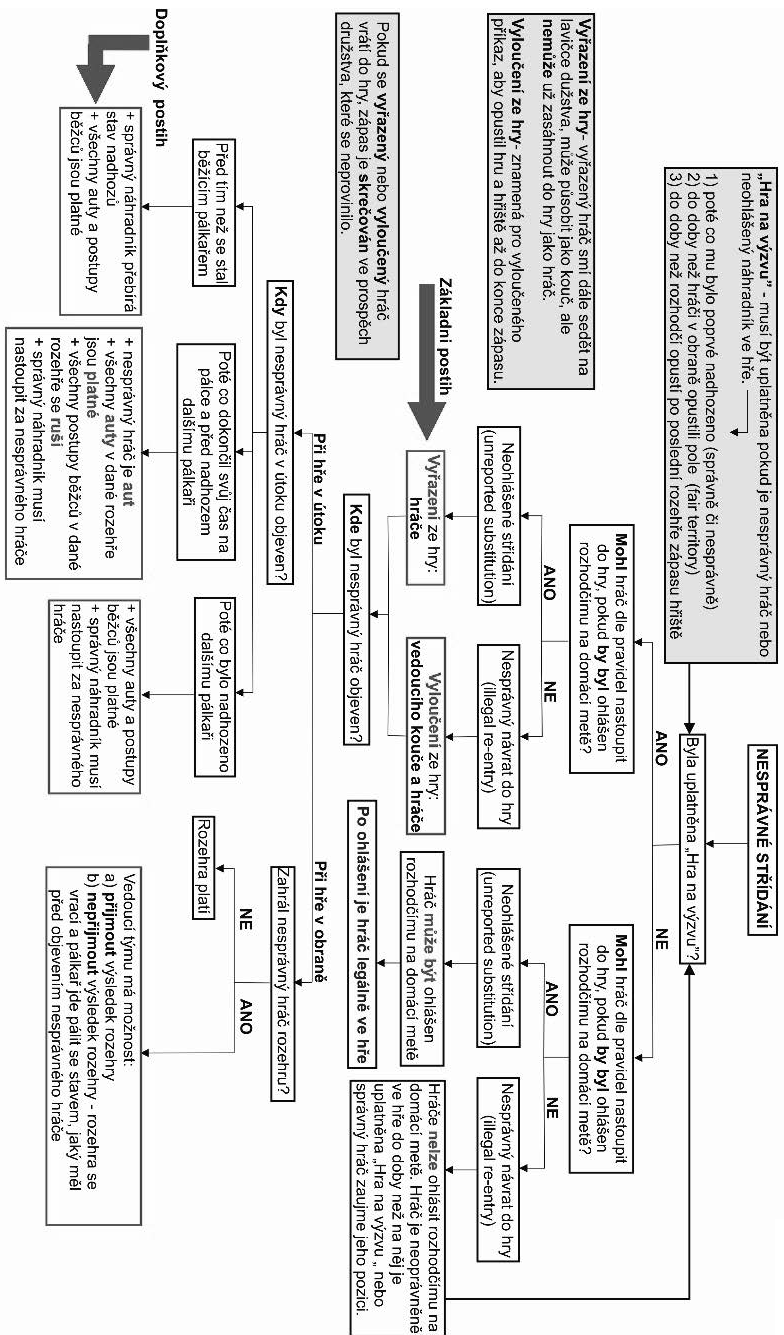 NESPRÁVNÉ STŘÍDÁNÍ
„Hra na výzvu” - musí být uplatněna pokud je nesprávný hráč nebo
neohlášený náhradník ve hře.
1) poté co mu bylo poprvé nadhozeno (správně či nesprávně)
2) do doby než hráči v obraně opustili pole (fair territory)
3) do doby než rozhodčí opustí po poslední rozehře zápasu hřiště
Byla uplatněna „Hra na výzvu”?
ANO
NE
Vyřazení ze hry- vyřazený hráč smí dále sedět na
lavičce dužstva, může působit jako kouč, ale
nemůže už zasáhnout do hry jako hráč.
Vyloučení ze hry- znamená pro vyloučeného
příkaz, aby opustil hru a hřiště až do konce zápasu.
Mohl hráč dle pravidel nastoupit
do hry, pokud by byl ohlášen
rozhodčímu na domácí metě?
Mohl hráč dle pravidel nastoupit
do hry, pokud by byl ohlášen
rozhodčímu na domácí metě?
ANO
NE
ANO
NE
Neohlášené střídání
(unreported substitution)
Nesprávný návrat do hry
(illegal re-entry)
Neohlášené střídání
(unreported substitution)
Nesprávný návrat do hry
(illegal re-entry)
Základni postih
Vyřazení ze hry:
hráče
Vyloučení ze hry:
vedoucího kouče a hráče
Hráč může být ohlášen
rozhodčímu na domácí metě
Hráče nelze ohlásit rozhodčímu na
domácí metě. Hráč je neoprávněně
ve hře do doby než na něj je
uplatněna „Hra na výzvu „ nebo
správný hráč zaujme jeho pozici.
Pokud se vyřazený nebo vyloučený hráč
vrátí do hry, zápas je skrečován ve prospěch
družstva, které se neprovinilo.
Kde byl nesprávný hráč objeven?
Po ohlášení je hráč legálně ve hře
Při hře v útoku
Při hře v obraně
Kdy byl nesprávný hráč v útoku objeven?
Zahrál nesprávný hráč rozehru?
NE
ANO
Před tím než se stal
běžícím pálkařem
Poté co dokončil svůj čas na
pálce a před nadhozem
dalšímu pálkaři
Poté co bylo nadhozeno
dalšímu pálkaři
Rozehra platí
Doplňkový postih
+ správný náhradník přebírá
stav nadhozů
+ všechny auty a postupy
běžců jsou platné
+ nesprávný hráč je aut
+ všechny auty v dané rozehře
jsou platné
+ všechny postupy běžců v dané
rozehře se ruší
+ správný náhradník musí
nastoupit za nesprávného hráče
+ všechny auty a postupy
běžců jsou platné
+ správný náhradník musí
nastoupit za nesprávného
hráče
Vedoucí týmu má možnost:
a) přijmout výsledek rozehry
b) nepřijmout výsledek rozehry - rozehra se
vrací a pálkař jde pálit se stavem, jaký měl
před objevením nesprávného hráče